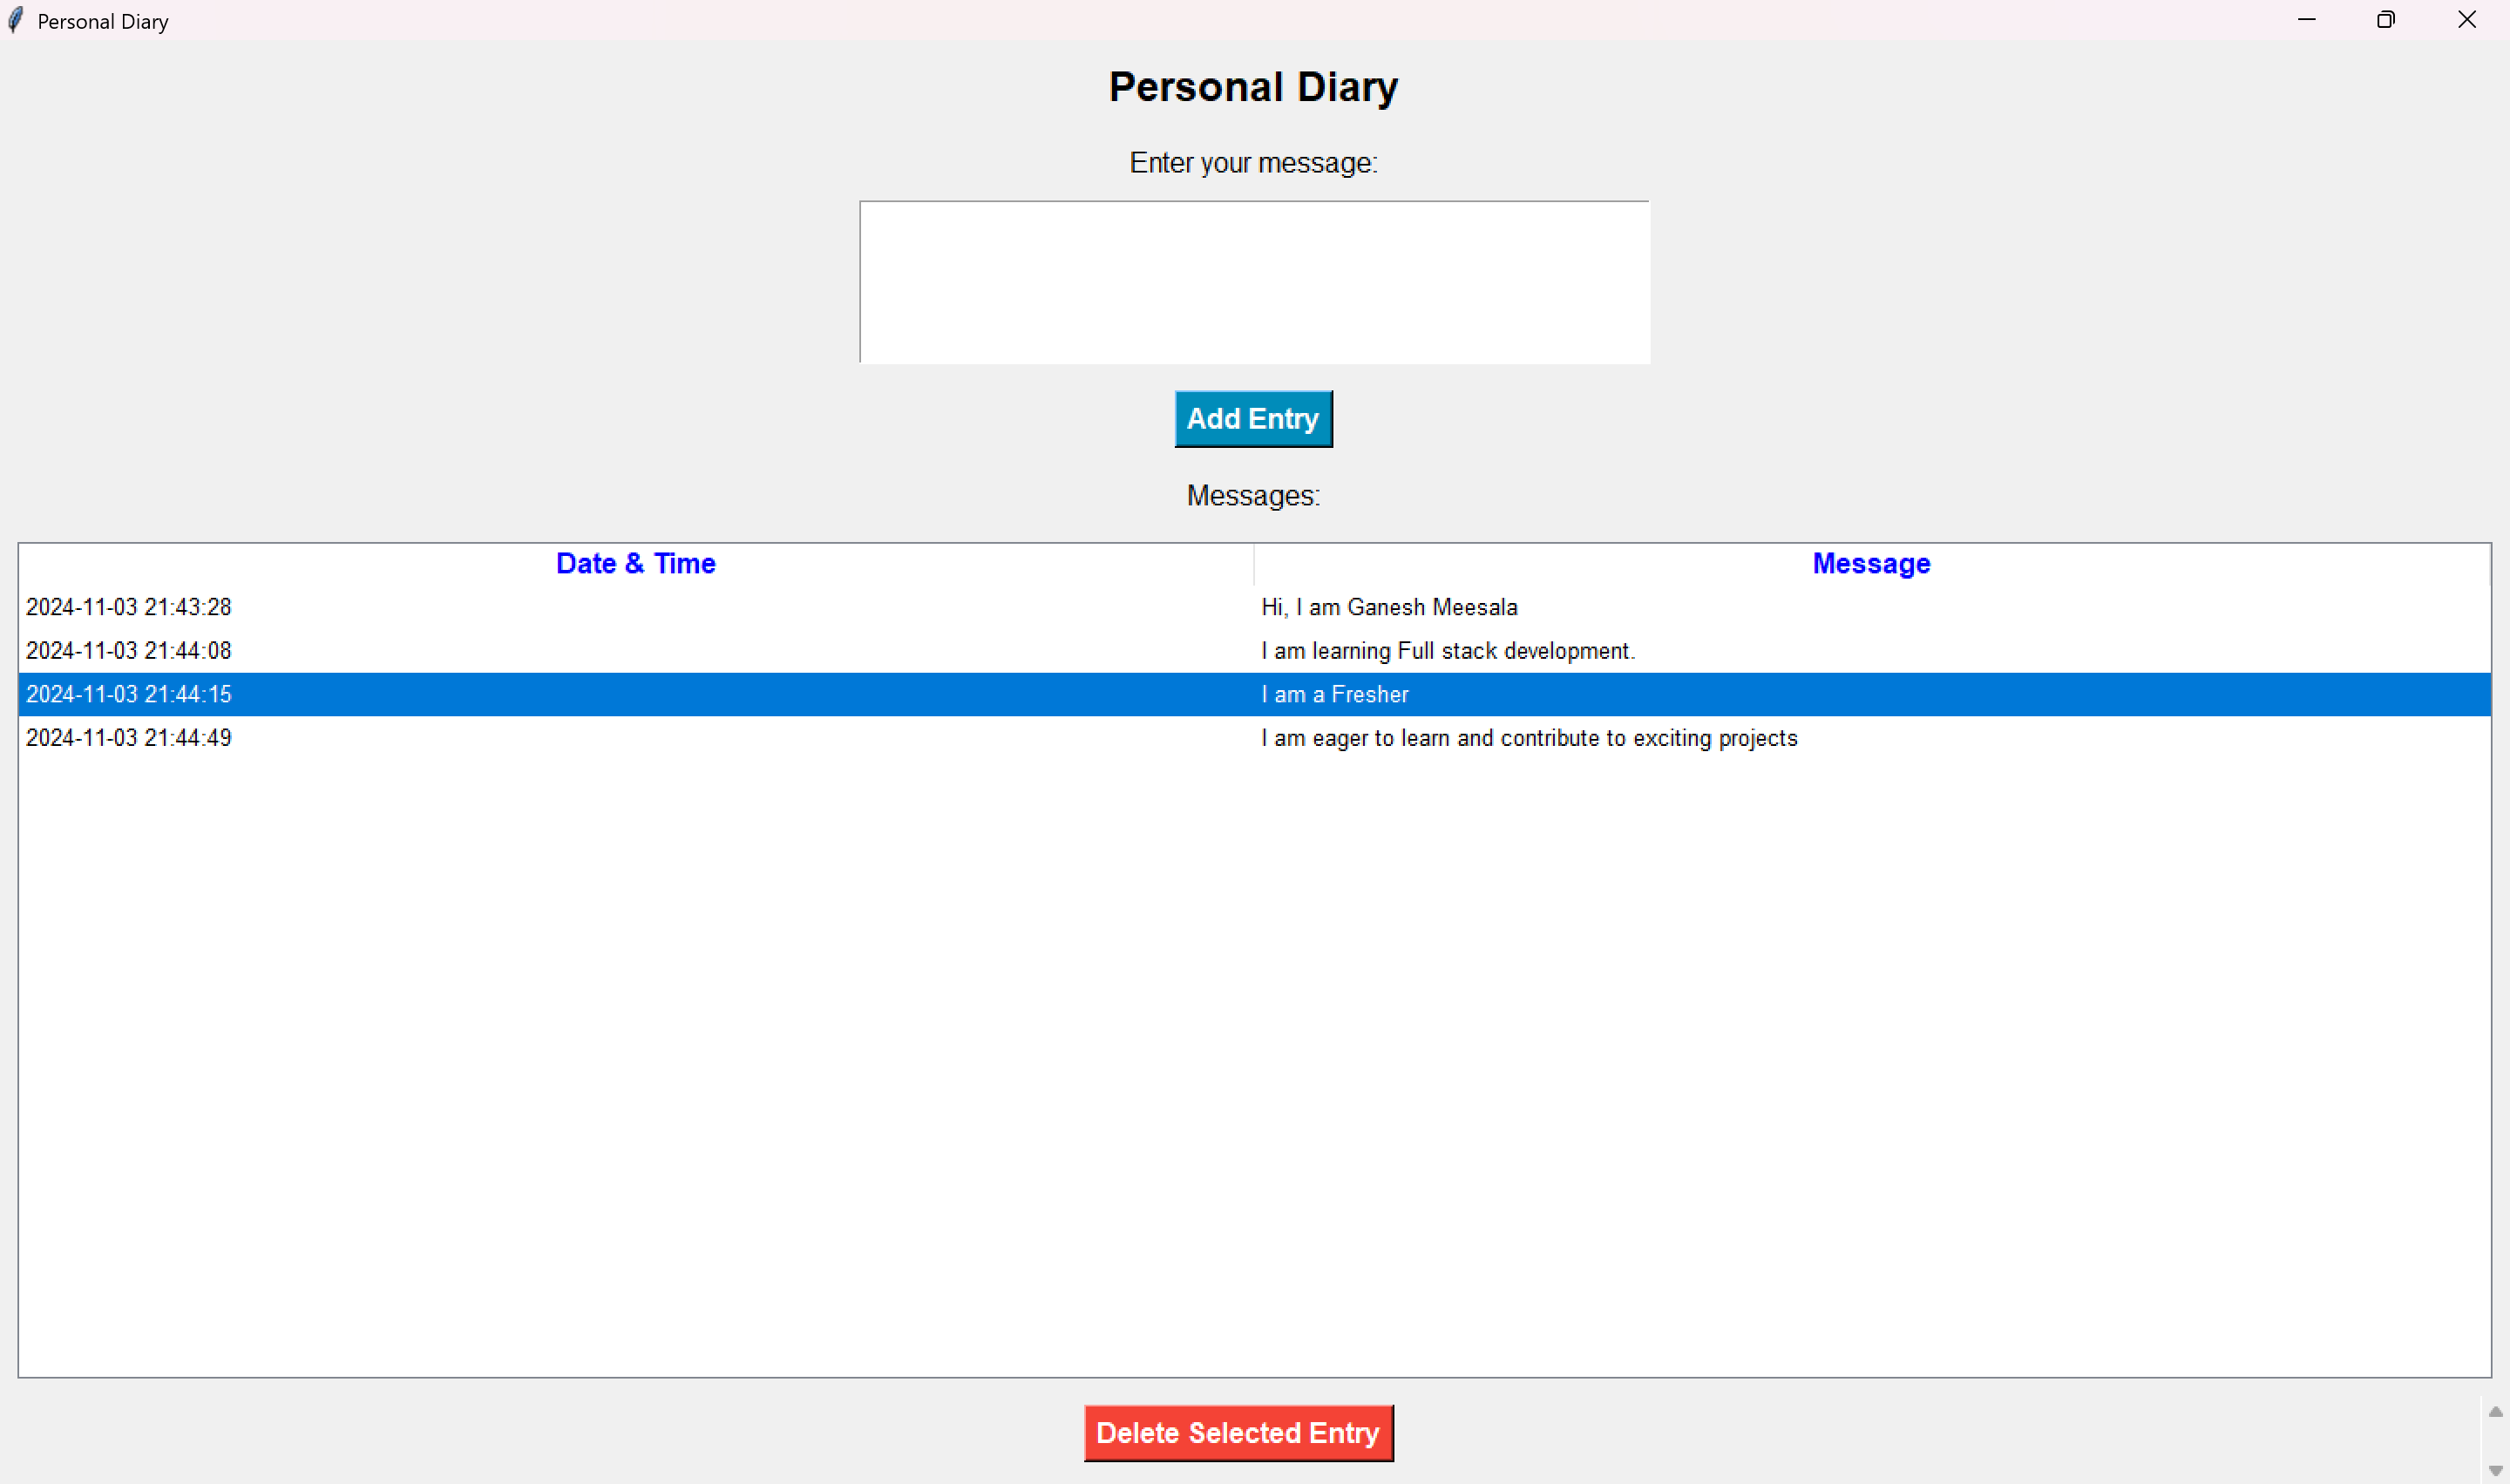 Personal Diary
Personal Diary
Enter your message:
Add Entry
Messages:
Date & Time Message
2024-11-03 21:43:28 Hi, I am Ganesh Meesala
2024-11-03 21:44:08 I am learning Full stack development.
2024-11-03 21:44:15 I am a Fresher
2024-11-03 21:44:49 I am eager to learn and contribute to exciting projects
Delete Selected Entry